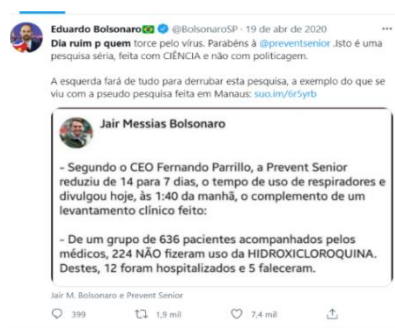 Eduardo Bolsonaro🇧🇷 @BolsonaroSP · 19 de abr de 2020
Dia ruim p quem torce pelo vírus. Parabéns à @preventsenior .Isto é uma
pesquisa séria, feita com CIÊNCIA e não com politicagem.
A esquerda fará de tudo para derrubar esta pesquisa, a exemplo do que se
viu com a pseudo pesquisa feita em Manaus: suo.im/6r5yrb
Jair Messias Bolsonaro
- Segundo o CEO Fernando Parrillo, a Prevent Senior
reduziu de 14 para 7 dias, o tempo de uso de respiradores e
divulgou hoje, às 1:40 da manhã, o complemento de um
levantamento clínico feito:
- De um grupo de 636 pacientes acompanhados pelos
médicos, 224 NÃO fizeram uso da HIDROXICLOROQUINA.
Destes, 12 foram hospitalizados e 5 faleceram.
Jair M. Bolsonaro e Prevent Senior
399 1,9 mil 7,4 mil